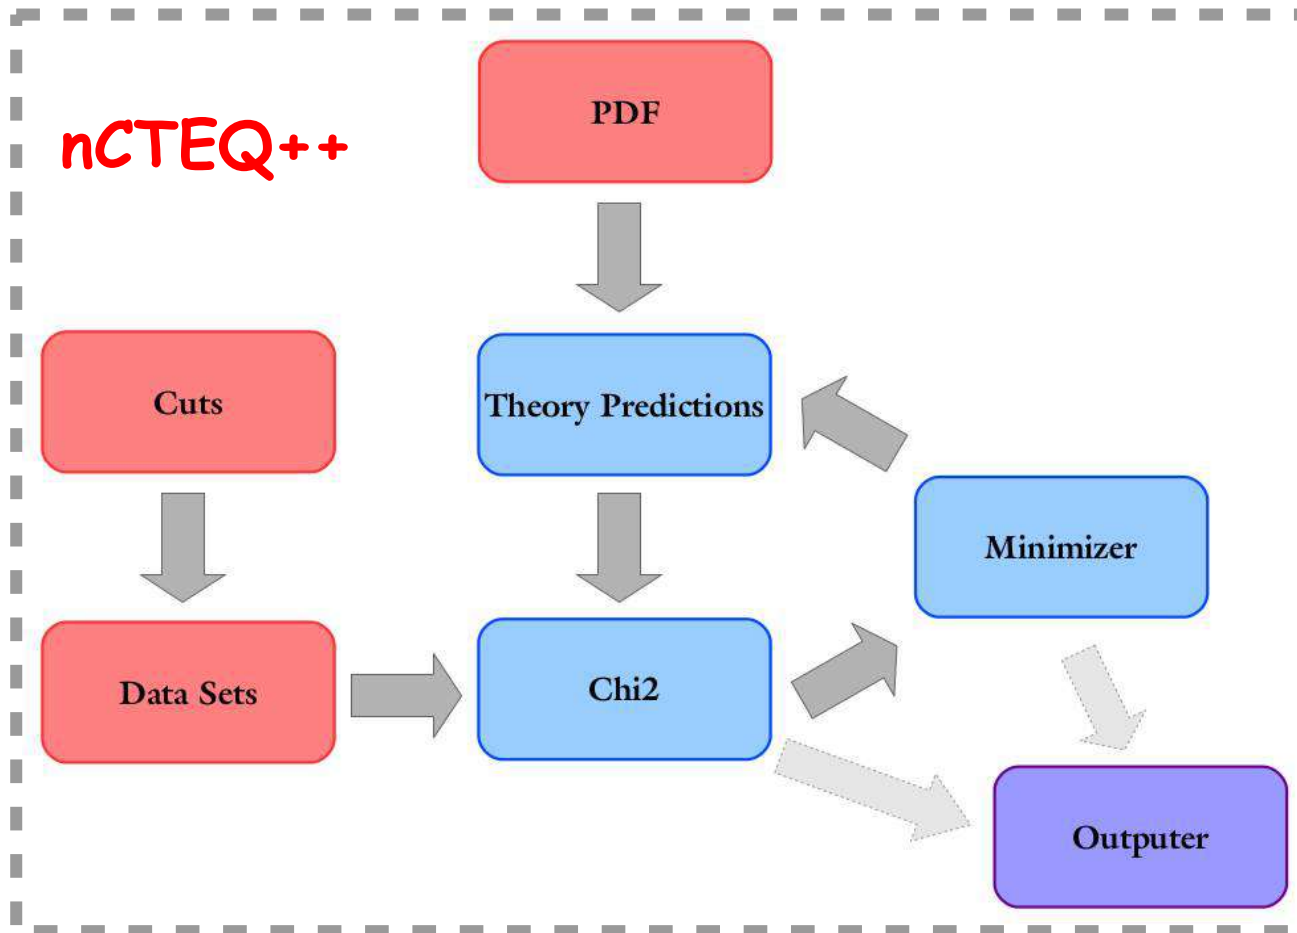 nCTEQ++
PDF
Cuts
Theory Predictions
Minimizer
Data Sets
Chi2
Outputer